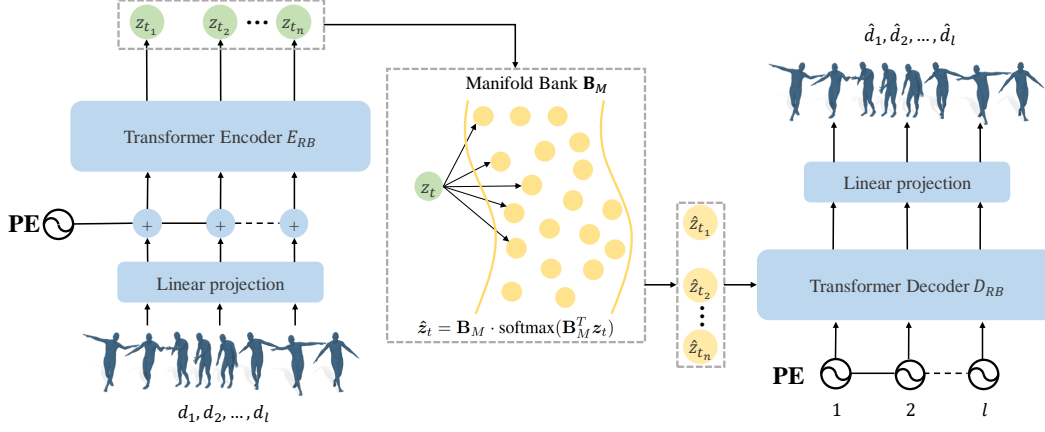 z_{t_1} z_{t_2} ... z_{t_n}
Transformer Encoder E_{RB}
PE
+ + +
Linear projection
d_1, d_2, ..., d_l
Manifold Bank B_M
z_t
ẑ_t = B_M · softmax(B_M^T z_t)
ẑ_{t_1}
ẑ_{t_2}
ẑ_{t_n}
d̂_1, d̂_2, ..., d̂_l
Linear projection
Transformer Decoder D_{RB}
PE
1 2 l